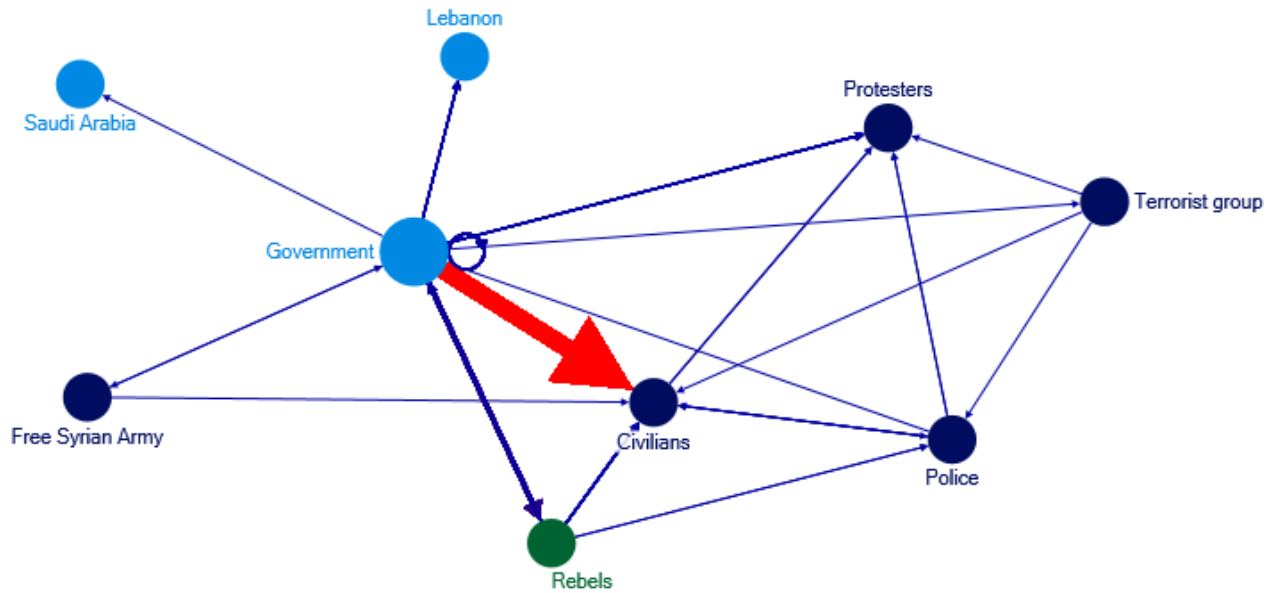 Lebanon
Protesters
Saudi Arabia
Terrorist group
Government
Free Syrian Army
Civilians
Police
Rebels